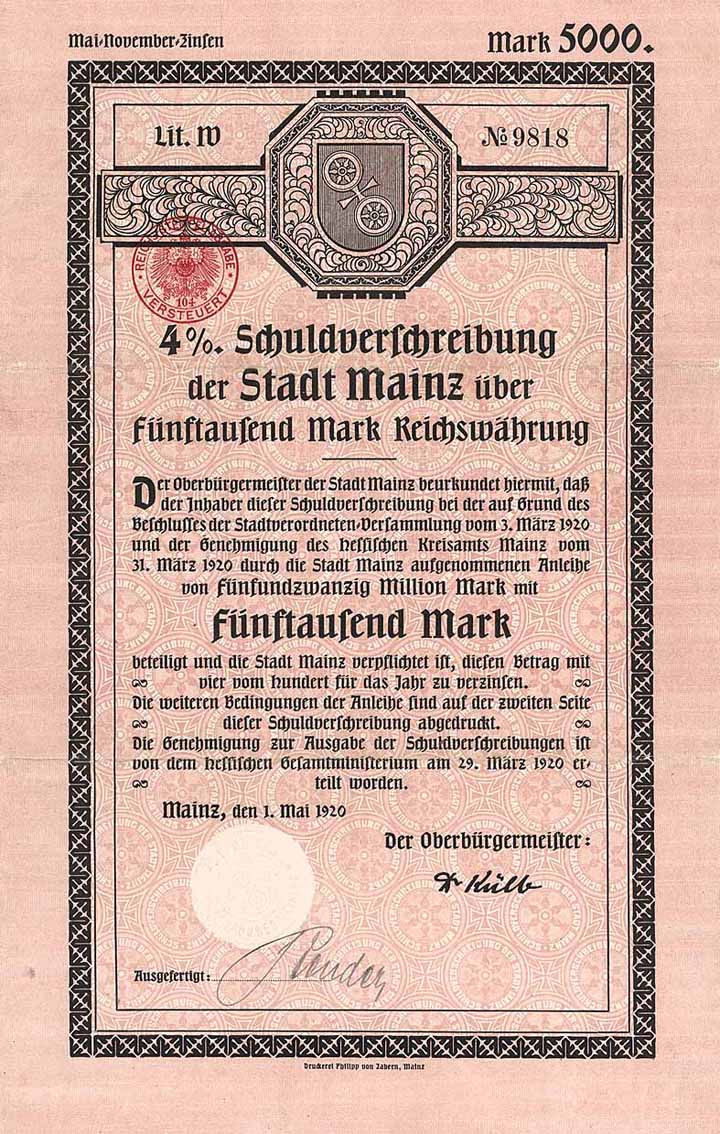 Mai-November-Zinsen
Mark 5000.
Lit. W
№ 9818
REICHSSTEMPELABGABE
104
VERSTEUERT
4%. Schuldverschreibung
der Stadt Mainz über
Fünftausend Mark Reichswährung
Der Oberbürgermeister der Stadt Mainz beurkundet hiermit, daß
der Inhaber dieser Schuldverschreibung bei der auf Grund des
Beschlusses der Stadtverordneten-Versammlung vom 3. März 1920
und der Genehmigung des hessischen Kreisamts Mainz vom
31. März 1920 durch die Stadt Mainz aufgenommenen Anleihe
von Fünfundzwanzig Million Mark mit
Fünftausend Mark
beteiligt und die Stadt Mainz verpflichtet ist, diesen Betrag mit
vier vom Hundert für das Jahr zu verzinsen.
Die weiteren Bedingungen der Anleihe sind auf der zweiten Seite
dieser Schuldverschreibung abgedruckt.
Die Genehmigung zur Ausgabe der Schuldverschreibungen ist
von dem hessischen Gesamtministerium am 29. März 1920 er-
teilt worden.
Mainz, den 1. Mai 1920
Der Oberbürgermeister:
Dr Külb
Ausgefertigt:
Druckerei Philipp von Zabern, Mainz